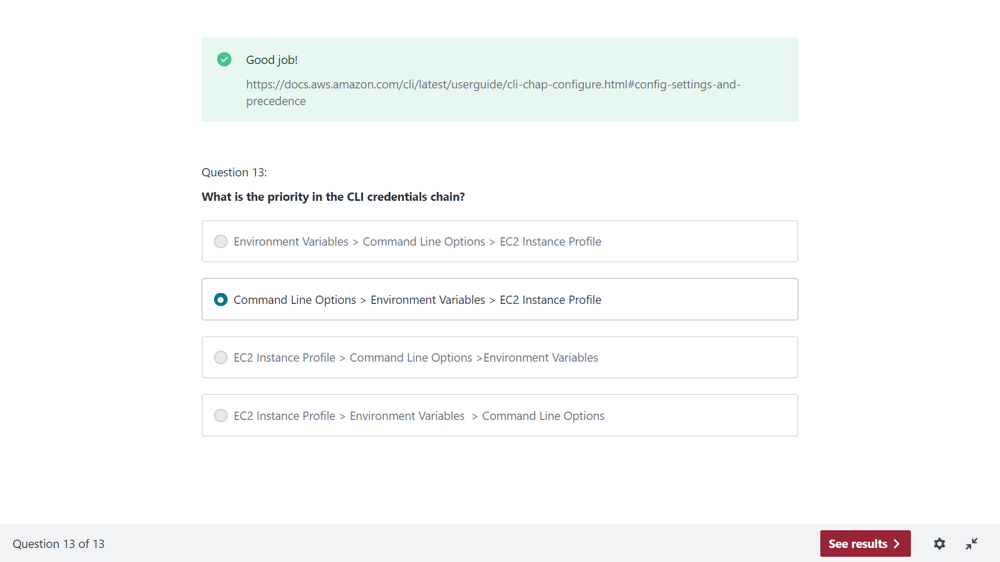 Good job!
https://docs.aws.amazon.com/cli/latest/userguide/cli-chap-configure.html#config-settings-and-
precedence
Question 13:
What is the priority in the CLI credentials chain?
Environment Variables > Command Line Options > EC2 Instance Profile
Command Line Options > Environment Variables > EC2 Instance Profile
EC2 Instance Profile > Command Line Options >Environment Variables
EC2 Instance Profile > Environment Variables  > Command Line Options
Question 13 of 13
See results